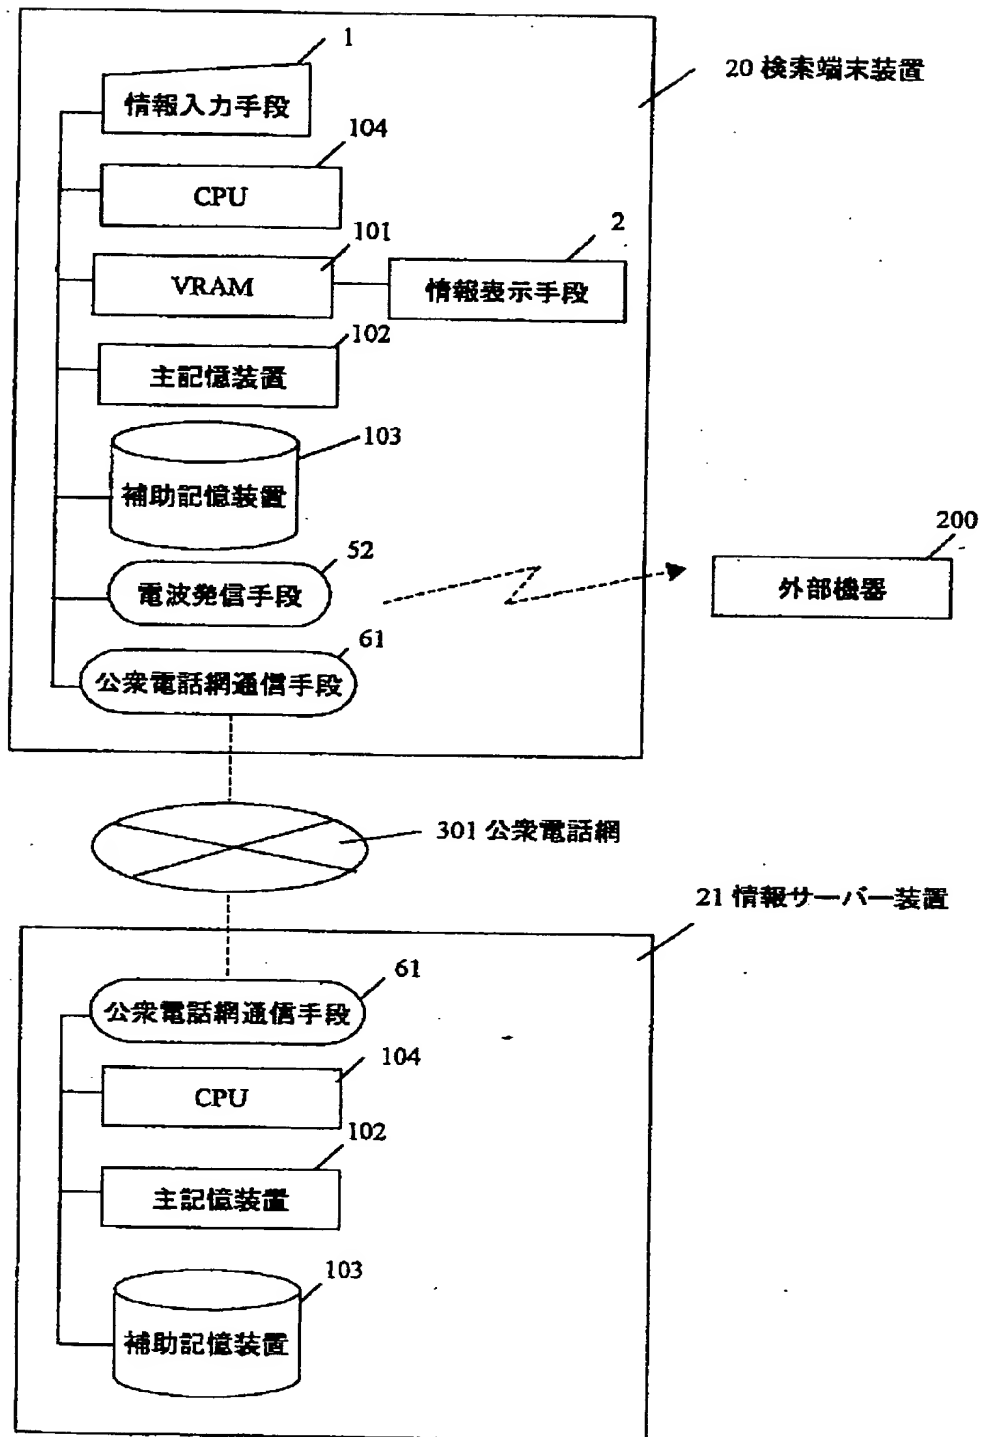 1
20 検索端末装置
情報入力手段
104
CPU
101
2
VRAM
情報表示手段
102
主記憶装置
103
補助記憶装置
52
200
電波発信手段
外部機器
61
公衆電話網通信手段
301 公衆電話網
21 情報サーバー装置
61
公衆電話網通信手段
104
CPU
102
主記憶装置
103
補助記憶装置